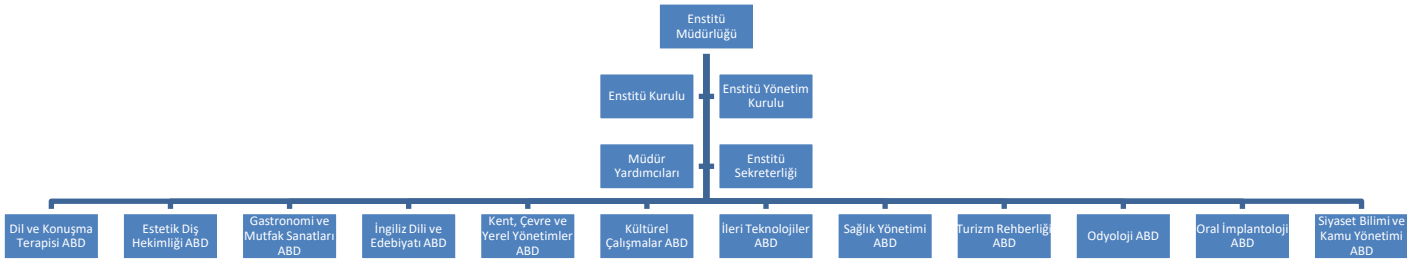 Enstitü
Müdürlüğü
Enstitü Kurulu
Enstitü Yönetim
Kurulu
Müdür
Yardımcıları
Enstitü
Sekreterliği
Dil ve Konuşma
Terapisi ABD
Estetik Diş
Hekimliği ABD
Gastronomi ve
Mutfak Sanatları
ABD
İngiliz Dili ve
Edebiyatı ABD
Kent, Çevre ve
Yerel Yönetimler
ABD
Kültürel
Çalışmalar ABD
İleri Teknolojiler
ABD
Sağlık Yönetimi
ABD
Turizm Rehberliği
ABD
Odyoloji ABD
Oral İmplantoloji ABD
Siyaset Bilimi ve
Kamu Yönetimi
ABD